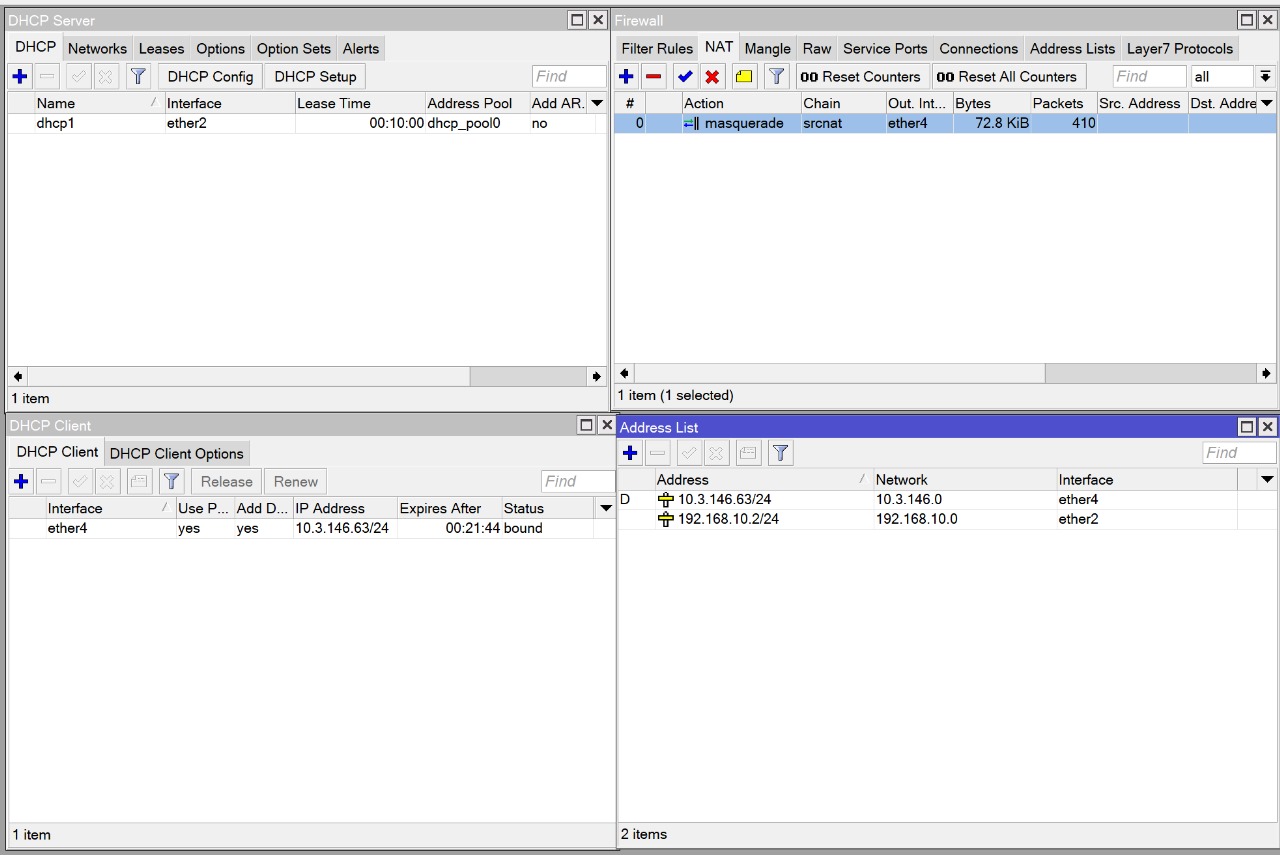 DHCP Server
DHCP Networks Leases Options Option Sets Alerts
DHCP Config DHCP Setup Find
Name Interface Lease Time Address Pool Add AR.
dhcp1 ether2 00:10:00 dhcp_pool0 no
1 item
Firewall
Filter Rules NAT Mangle Raw Service Ports Connections Address Lists Layer7 Protocols
00 Reset Counters 00 Reset All Counters Find all
# Action Chain Out. Int... Bytes Packets Src. Address Dst. Addre
0 masquerade srcnat ether4 72.8 KiB 410
1 item (1 selected)
DHCP Client
DHCP Client DHCP Client Options
Release Renew Find
Interface Use P... Add D... IP Address Expires After Status
ether4 yes yes 10.3.146.63/24 00:21:44 bound
1 item
Address List
Find
Address Network Interface
D 10.3.146.63/24 10.3.146.0 ether4
192.168.10.2/24 192.168.10.0 ether2
2 items